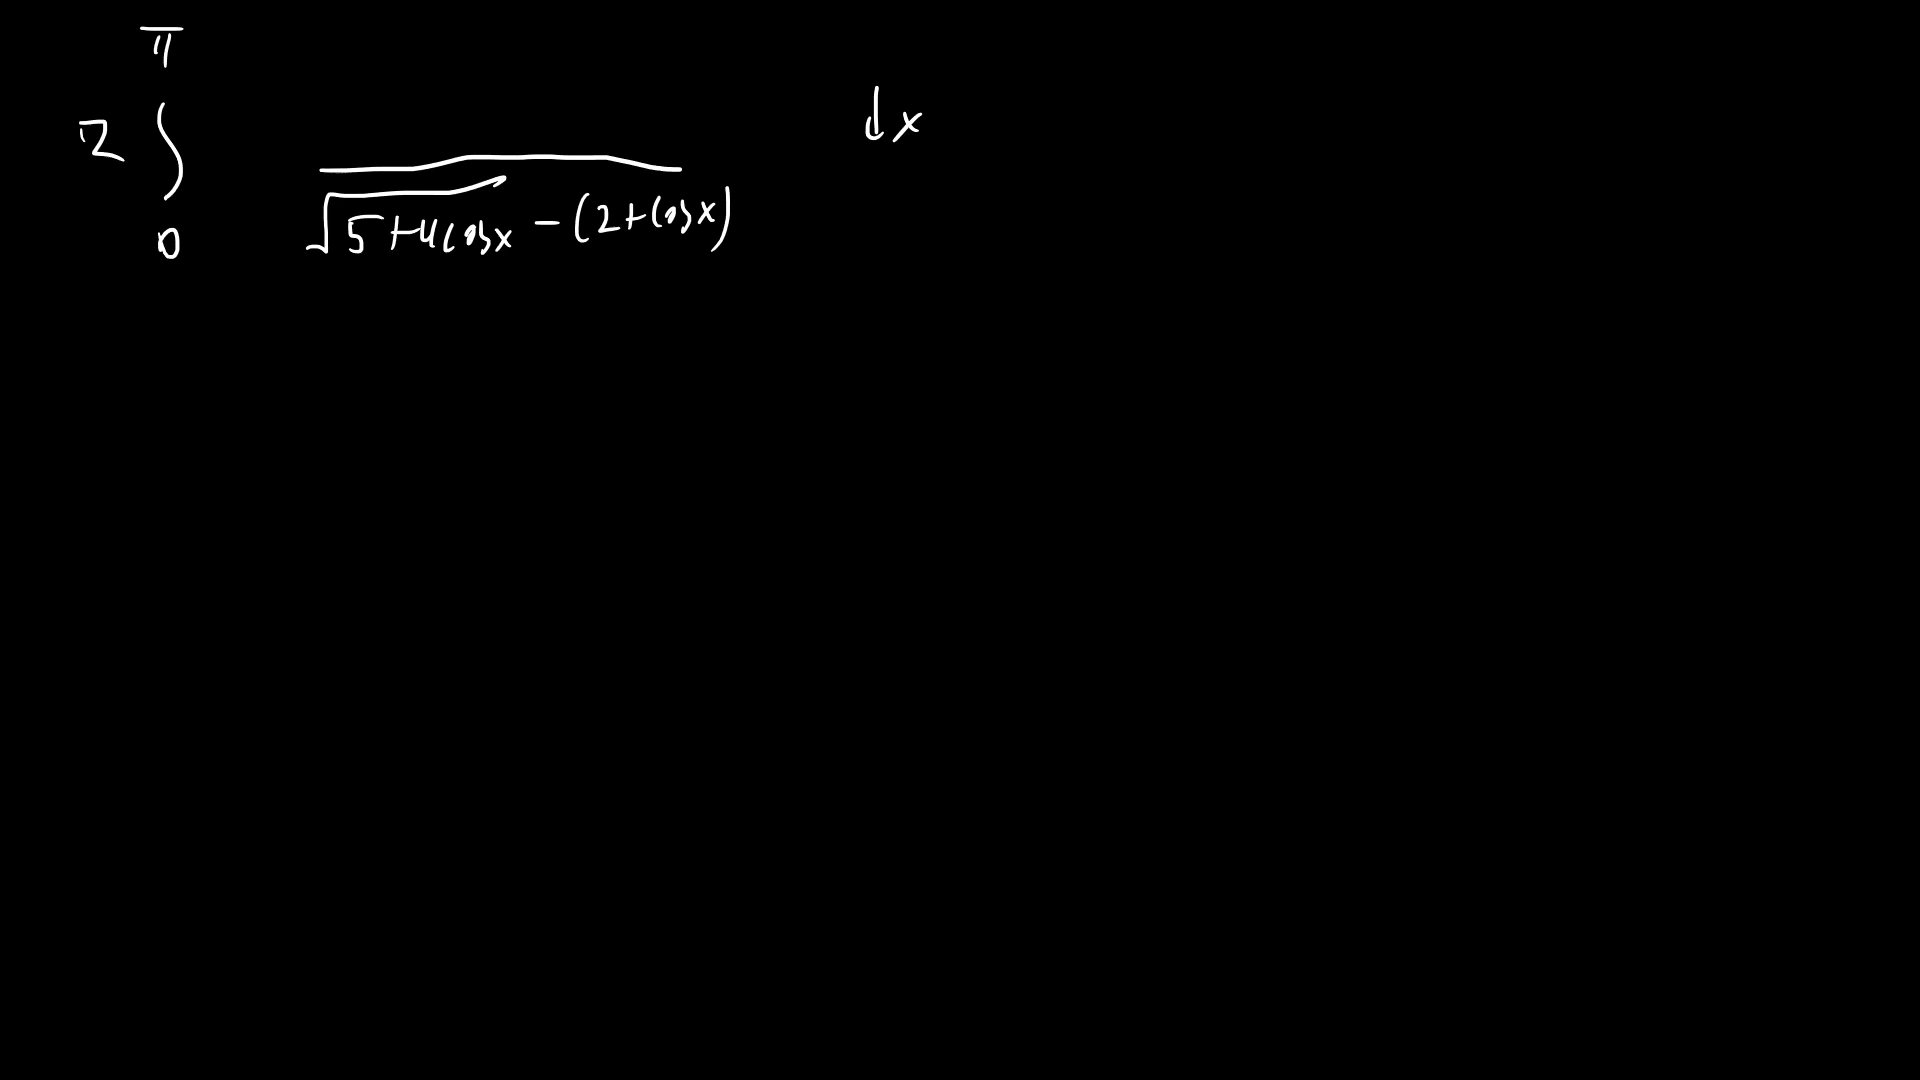 π
2 ∫ dx
√5+4cosx - (2+cosx)
0